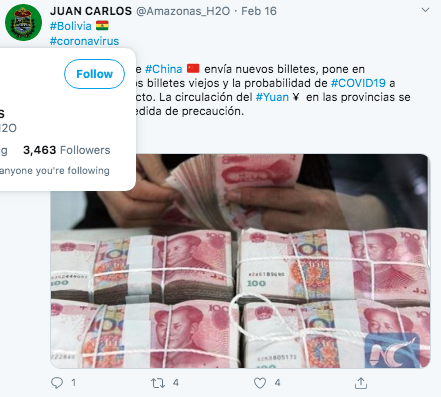 JUAN CARLOS @Amazonas_H2O · Feb 16
#Bolivia
#coronavirus
Follow
e #China envía nuevos billetes, pone en
os billetes viejos y la probabilidad de #COVID19 a
S
cto. La circulación del #Yuan ¥ en las provincias se
H2O
edida de precaución.
ng 3,463 Followers
anyone you're following
100
100
100
100
1 4 4